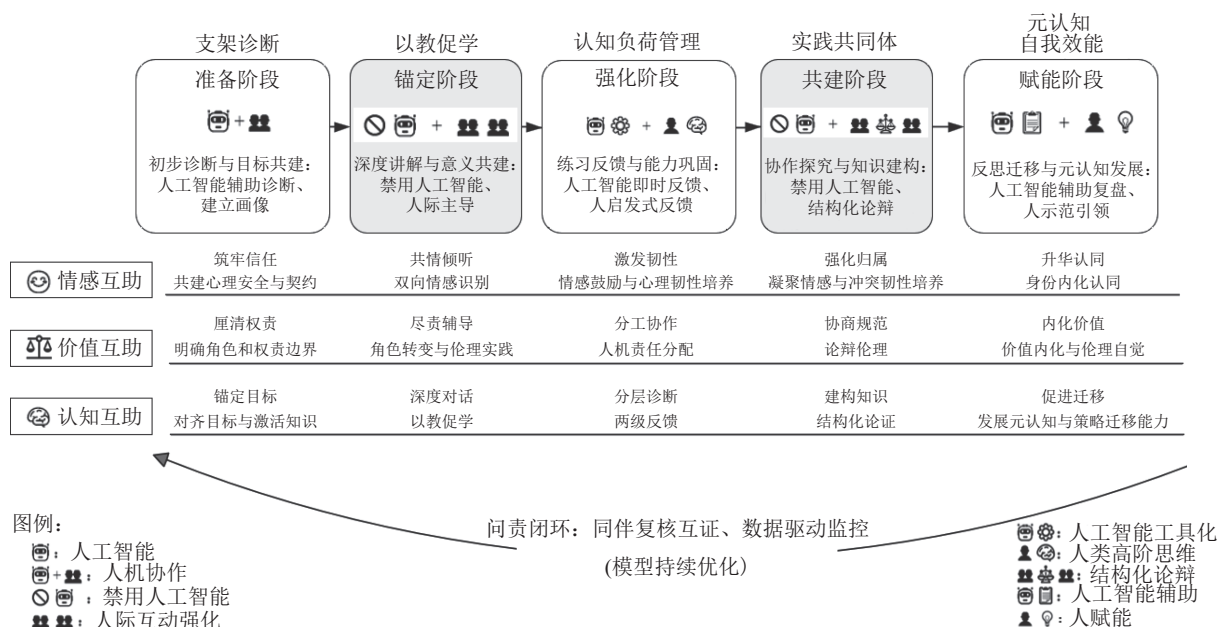 支架诊断
以教促学
认知负荷管理
实践共同体
元认知
自我效能
准备阶段
锚定阶段
强化阶段
共建阶段
赋能阶段
初步诊断与目标共建：
人工智能辅助诊断、
建立画像
深度讲解与意义共建：
禁用人工智能、
人际主导
练习反馈与能力巩固：
人工智能即时反馈、
人启发式反馈
协作探究与知识建构：
禁用人工智能、
结构化论辩
反思迁移与元认知发展：
人工智能辅助复盘、
人示范引领
情感互助
筑牢信任
共建心理安全与契约
共情倾听
双向情感识别
激发韧性
情感鼓励与心理韧性培养
强化归属
凝聚情感与冲突韧性培养
升华认同
身份内化认同
价值互助
厘清权责
明确角色和权责边界
尽责辅导
角色转变与伦理实践
分工协作
人机责任分配
协商规范
论辩伦理
内化价值
价值内化与伦理自觉
认知互助
锚定目标
对齐目标与激活知识
深度对话
以教促学
分层诊断
两级反馈
建构知识
结构化论证
促进迁移
发展元认知与策略迁移能力
问责闭环：同伴复核互证、数据驱动监控
(模型持续优化)
图例：
：人工智能
+ ：人机协作
：禁用人工智能
：人际互动强化
：人工智能工具化
：人类高阶思维
：结构化论辩
：人工智能辅助
：人赋能